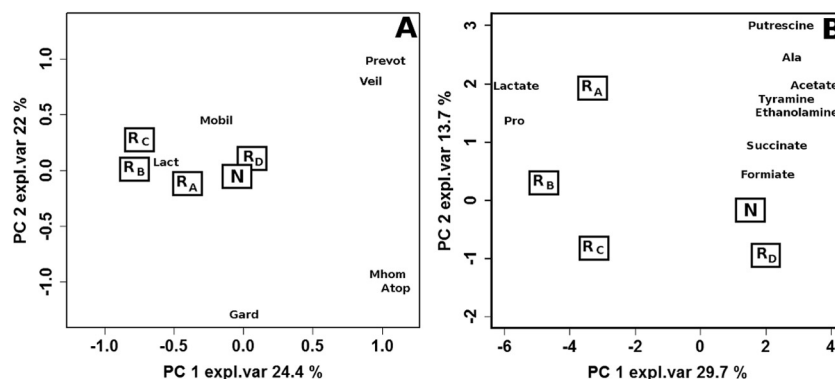 A
1.0
0.5
0.0
-0.5
-1.0
PC 2 expl.var 22 %
Prevot
Veil
Mobil
RC
RB
Lact
RA
RD
N
Mhom
Atop
Gard
-1.0
-0.5
0.0
0.5
1.0
PC 1 expl.var 24.4 %
B
3
2
1
0
-1
-2
PC 2 expl.var 13.7 %
Putrescine
Ala
Lactate
RA
Acetate
Tyramine
Pro
Ethanolamine
Succinate
Formiate
RB
N
RC
RD
-6
-4
-2
0
2
4
PC 1 expl.var 29.7 %